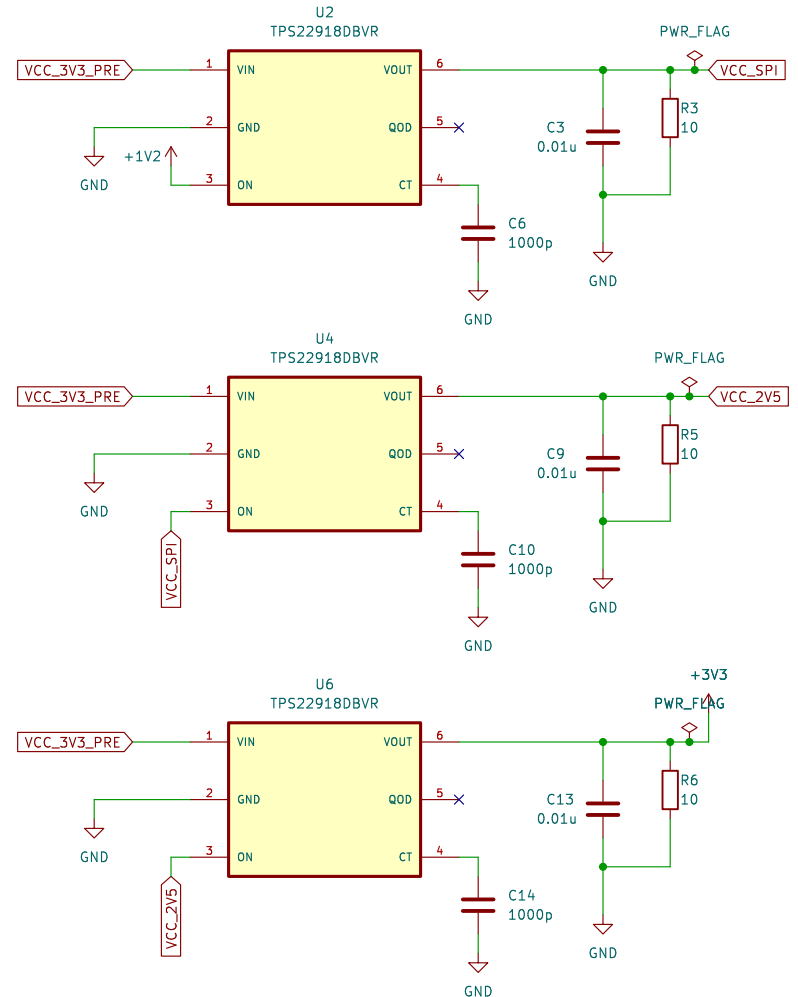 U2
TPS22918DBVR
PWR_FLAG
VCC_3V3_PRE
1
VIN
VOUT
6
VCC_SPI
R3
10
2
GND
QOD
5
C3
0.01u
+1V2
GND
3
ON
CT
4
C6
1000p
GND
GND
U4
TPS22918DBVR
PWR_FLAG
VCC_3V3_PRE
1
VIN
VOUT
6
VCC_2V5
R5
10
2
GND
QOD
5
C9
0.01u
GND
3
ON
CT
4
VCC_SPI
C10
1000p
GND
GND
+3V3
U6
TPS22918DBVR
PWR_FLAG
VCC_3V3_PRE
1
VIN
VOUT
6
R6
10
2
GND
QOD
5
C13
0.01u
GND
3
ON
CT
4
VCC_2V5
C14
1000p
GND
GND